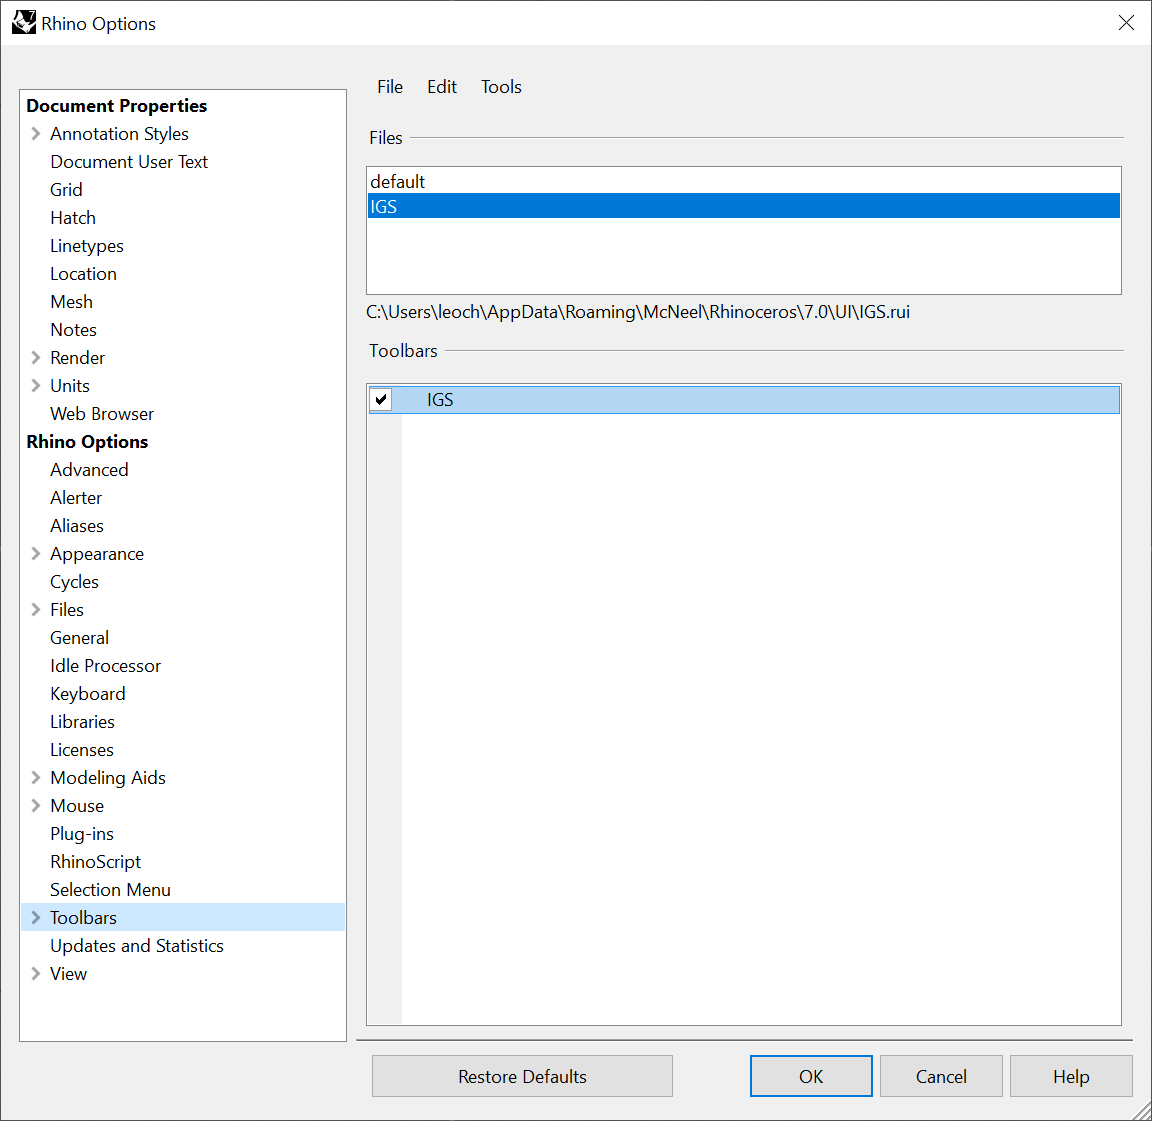 Rhino Options
Document Properties
Annotation Styles
Document User Text
Grid
Hatch
Linetypes
Location
Mesh
Notes
Render
Units
Web Browser
Rhino Options
Advanced
Alerter
Aliases
Appearance
Cycles
Files
General
Idle Processor
Keyboard
Libraries
Licenses
Modeling Aids
Mouse
Plug-ins
RhinoScript
Selection Menu
Toolbars
Updates and Statistics
View
File Edit Tools
Files
default
IGS
C:\Users\leoch\AppData\Roaming\McNeel\Rhinoceros\7.0\UI\IGS.rui
Toolbars
IGS
Restore Defaults OK Cancel Help